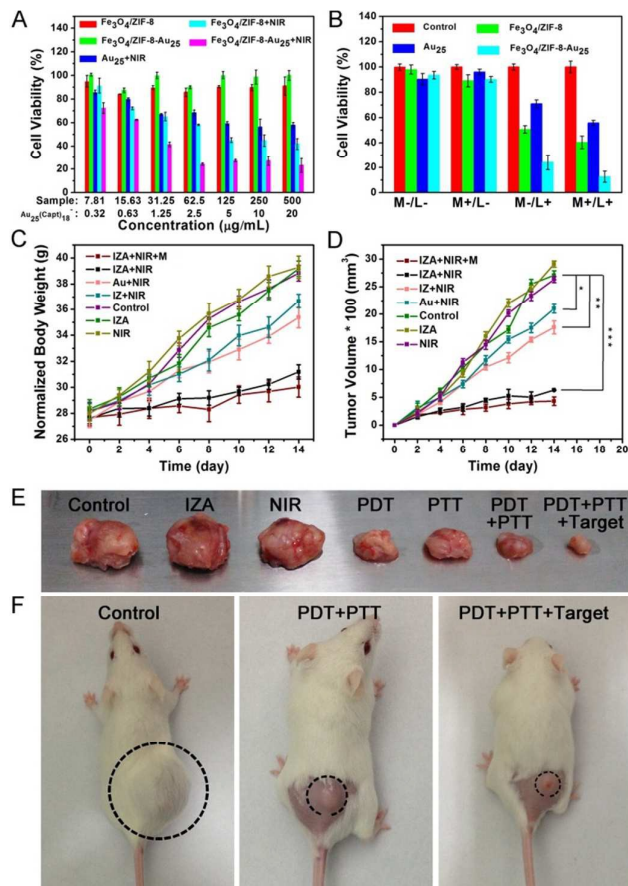 A
Fe3O4/ZIF-8
Fe3O4/ZIF-8+NIR
Fe3O4/ZIF-8-Au25
Fe3O4/ZIF-8-Au25+NIR
Au25+NIR
Cell Viability (%)
140
120
100
80
60
40
20
0
Sample: 7.81 15.63 31.25 62.5 125 250 500
Au25(Capt)18- 0.32 0.63 1.25 2.5 5 10 20
Concentration (μg/mL)
B
Control
Fe3O4/ZIF-8
Au25
Fe3O4/ZIF-8-Au25
Cell Viability (%)
140
120
100
80
60
40
20
0
M-/L- M+/L- M-/L+ M+/L+
C
IZA+NIR+M
IZA+NIR
Au+NIR
IZ+NIR
Control
IZA
NIR
Normalized Body Weight (g)
40
38
36
34
32
30
28
26
0 2 4 6 8 10 12 14
Time (day)
D
IZA+NIR+M
IZA+NIR
IZ+NIR
Au+NIR
Control
IZA
NIR
*
**
***
Tumor Volume * 100 (mm3)
35
30
25
20
15
10
5
0
0 2 4 6 8 10 12 14 16 18 20
Time (day)
E
Control IZA NIR PDT PTT PDT PDT+PTT
+PTT +Target
F
Control PDT+PTT PDT+PTT+Target